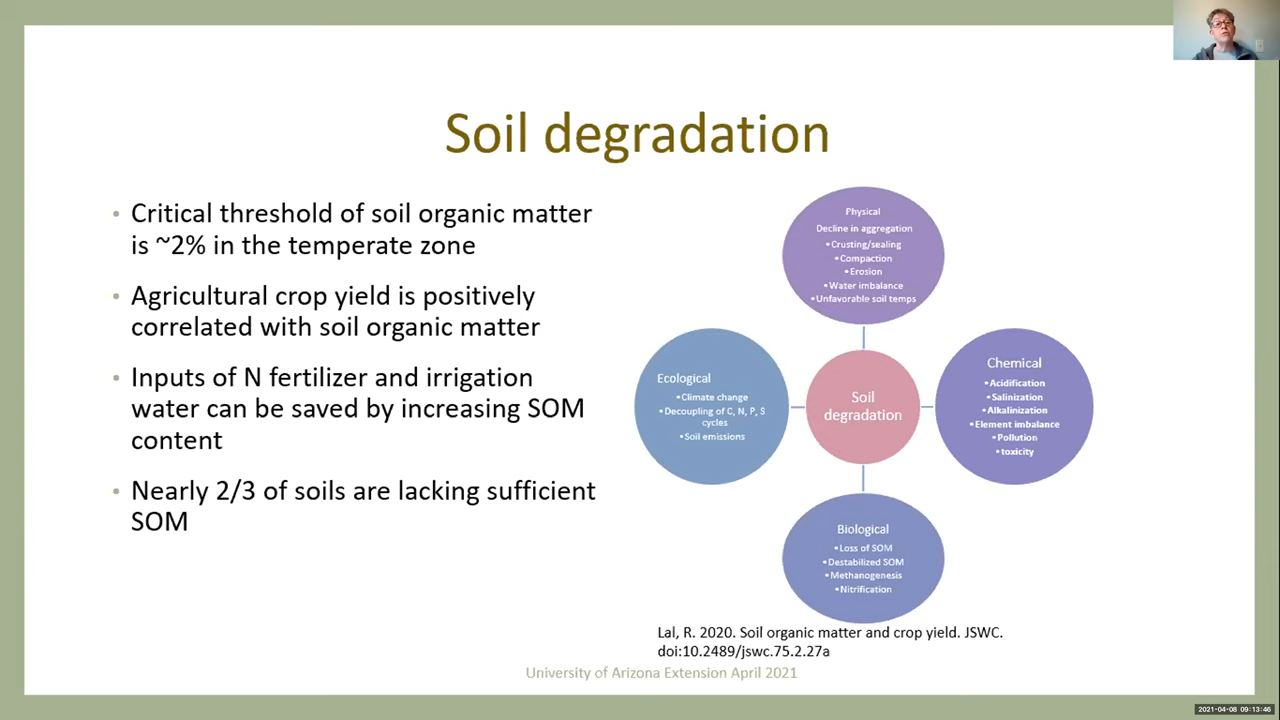 Soil degradation
• Critical threshold of soil organic matter
is ~2% in the temperate zone
• Agricultural crop yield is positively
correlated with soil organic matter
• Inputs of N fertilizer and irrigation
water can be saved by increasing SOM
content
• Nearly 2/3 of soils are lacking sufficient
SOM
Physical
Decline in aggregation
•Crusting/sealing
•Compaction
•Erosion
•Water imbalance
•Unfavorable soil temps
Ecological
•Climate change
•Decoupling of C, N, P, S
cycles
•Soil emissions
Soil
degradation
Chemical
•Acidification
•Salinization
•Alkalinization
•Element imbalance
•Pollution
•toxicity
Biological
•Loss of SOM
•Destabilized SOM
•Methanogenesis
•Nitrification
Lal, R. 2020. Soil organic matter and crop yield. JSWC.
doi:10.2489/jswc.75.2.27a
University of Arizona Extension April 2021
2021-04-08 09:13:46